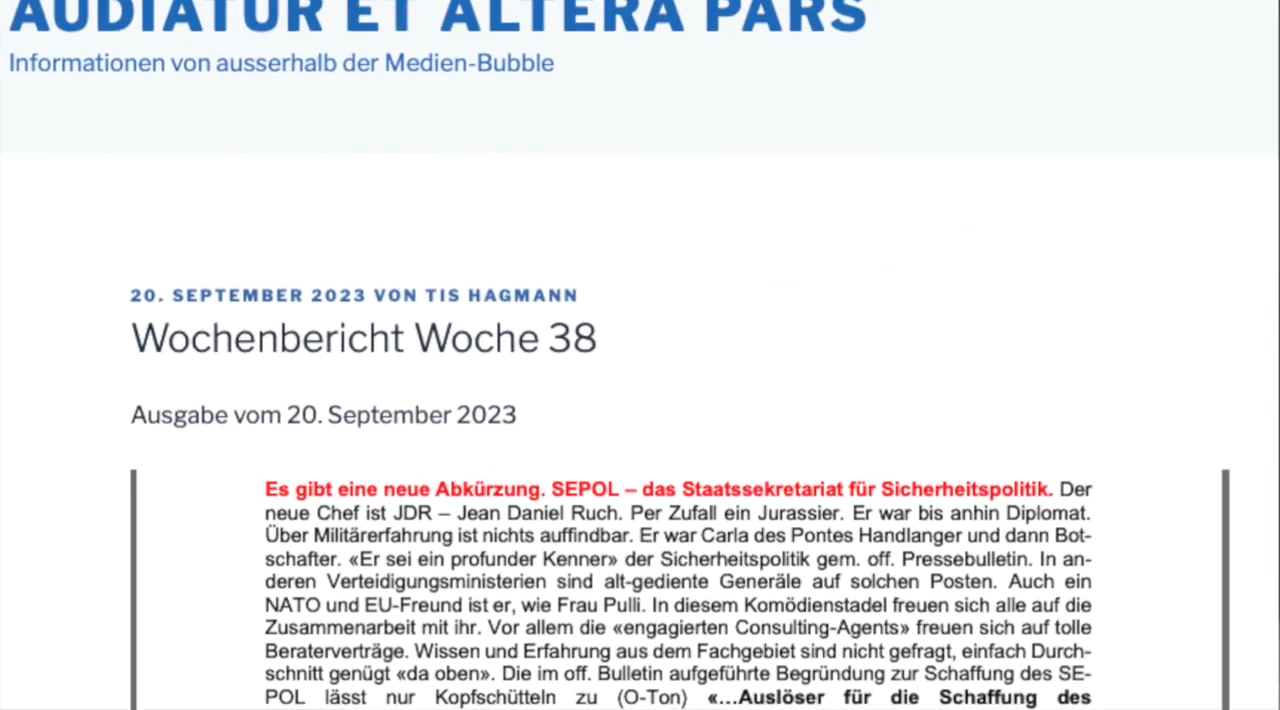 AUDIATUR ET ALTERA PARS
Informationen von ausserhalb der Medien-Bubble
20. SEPTEMBER 2023 VON TIS HAGMANN
Wochenbericht Woche 38
Ausgabe vom 20. September 2023
Es gibt eine neue Abkürzung. SEPOL – das Staatssekretariat für Sicherheitspolitik. Der
neue Chef ist JDR – Jean Daniel Ruch. Per Zufall ein Jurassier. Er war bis anhin Diplomat.
Über Militärerfahrung ist nichts auffindbar. Er war Carla des Pontes Handlanger und dann Bot-
schafter. «Er sei ein profunder Kenner» der Sicherheitspolitik gem. off. Pressebulletin. In an-
deren Verteidigungsministerien sind alt-gediente Generäle auf solchen Posten. Auch ein
NATO und EU-Freund ist er, wie Frau Pulli. In diesem Komödienstadel freuen sich alle auf die
Zusammenarbeit mit ihr. Vor allem die «engagierten Consulting-Agents» freuen sich auf tolle
Beraterverträge. Wissen und Erfahrung aus dem Fachgebiet sind nicht gefragt, einfach Durch-
schnitt genügt «da oben». Die im off. Bulletin aufgeführte Begründung zur Schaffung des SE-
POL lässt nur Kopfschütteln zu (O-Ton) «...Auslöser für die Schaffung des